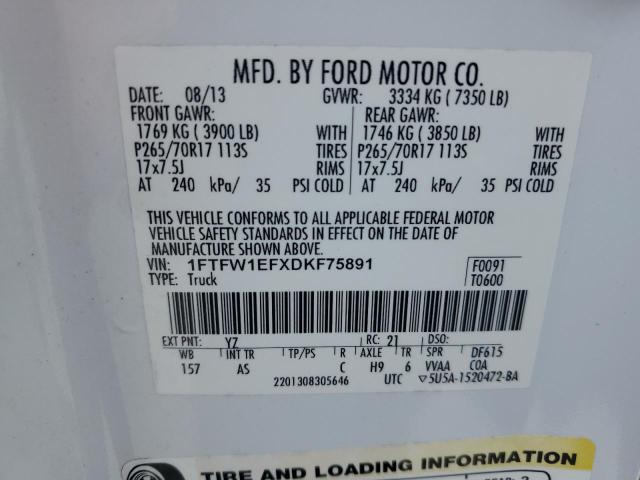 MFD. BY FORD MOTOR CO.
DATE: 08/13 GVWR: 3334 KG ( 7350 LB)
FRONT GAWR: REAR GAWR:
1769 KG ( 3900 LB) WITH 1746 KG ( 3850 LB) WITH
P265/70R17 113S TIRES P265/70R17 113S TIRES
17x7.5J RIMS 17x7.5J RIMS
AT 240 kPa/ 35 PSI COLD AT 240 kPa/ 35 PSI COLD
THIS VEHICLE CONFORMS TO ALL APPLICABLE FEDERAL MOTOR
VEHICLE SAFETY STANDARDS IN EFFECT ON THE DATE OF
MANUFACTURE SHOWN ABOVE.
VIN: 1FTFW1EFXDKF75891 F0091
TYPE: Truck T0600
EXT PNT: YZ RC: 21 DSO:
WB INT TR TP/PS R AXLE TR SPR DF615
157 AS C H9 6 VVAA COA
2201308305646 UTC ▽5U5A-1520472-BA
TIRE AND LOADING INFORMATION